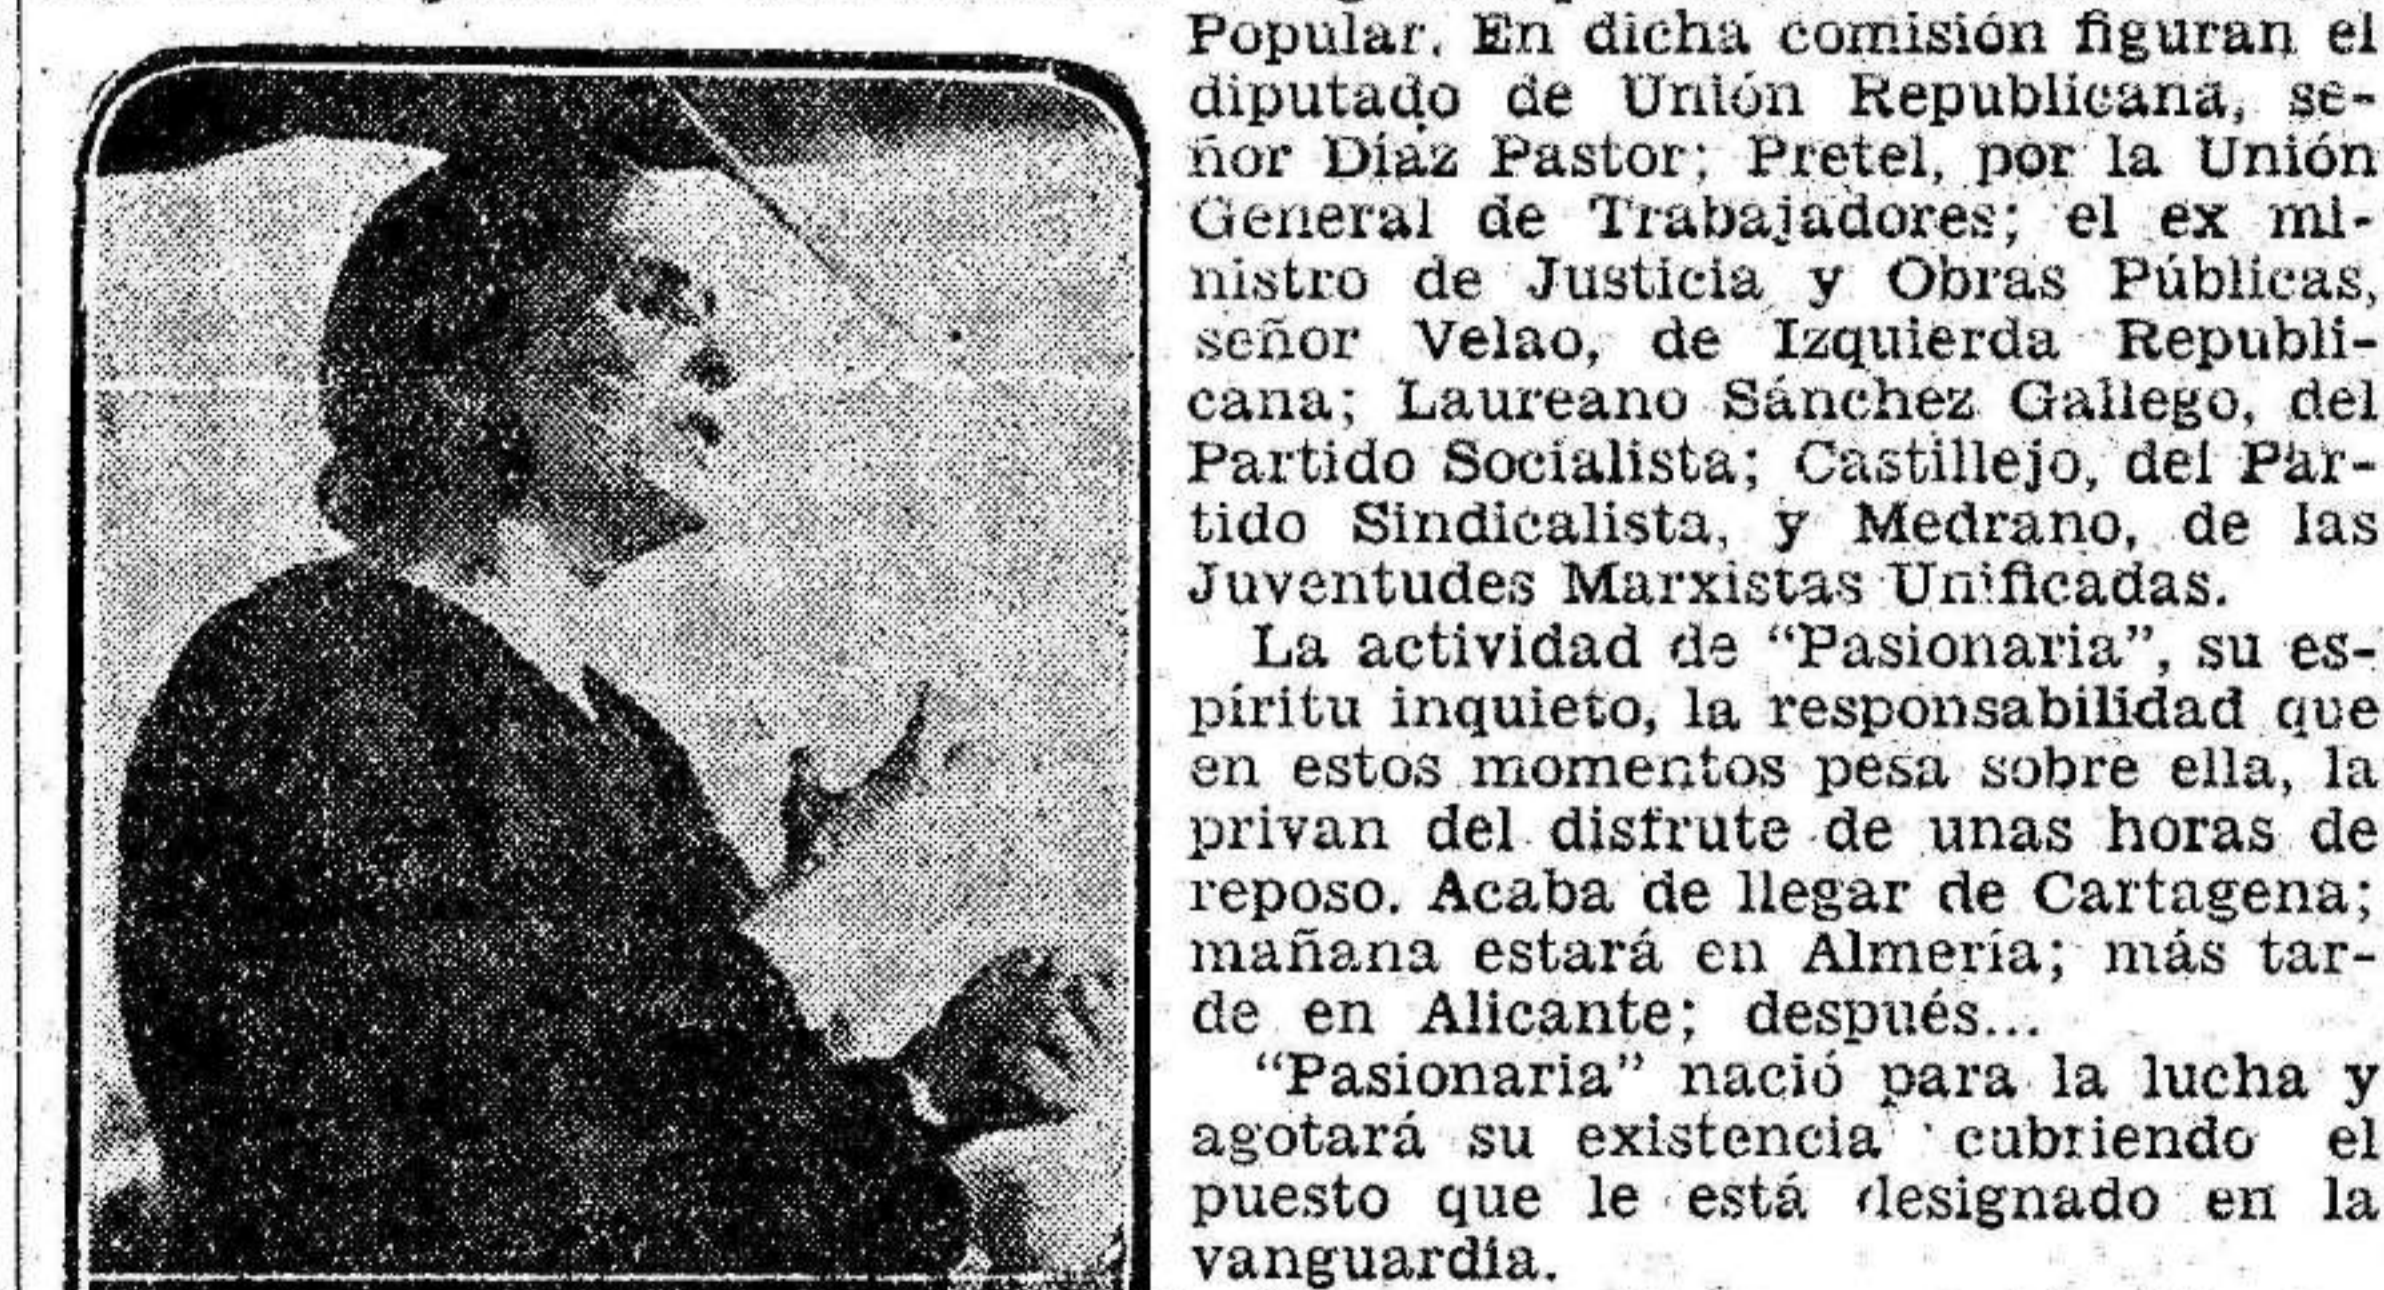 Popular. En dicha comisión figuran el
diputado de Unión Republicana, se-
ñor Díaz Pastor; Pretel, por la Unión
General de Trabajadores; el ex mi-
nistro de Justicia y Obras Públicas,
señor Velao, de Izquierda Republi-
cana; Laureano Sánchez Gallego, del
Partido Socialista; Castillejo, del Par-
tido Sindicalista, y Medrano, de las
Juventudes Marxistas Unificadas.
La actividad de “Pasionaria”, su es-
píritu inquieto, la responsabilidad que
en estos momentos pesa sobre ella, la
privan del disfrute de unas horas de
reposo. Acaba de llegar de Cartagena;
mañana estará en Almería; más tar-
de en Alicante; después...
“Pasionaria” nació para la lucha y
agotará su existencia cubriendo el
puesto que le está designado en la
vanguardia.